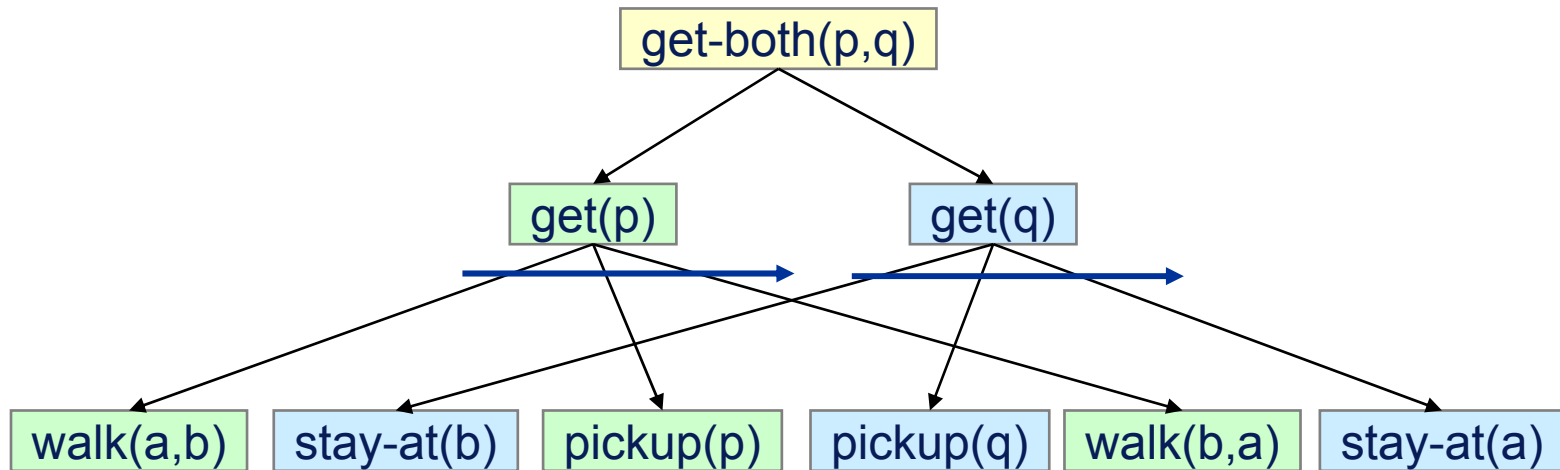 get-both(p,q)
get(p) get(q)
walk(a,b) stay-at(b) pickup(p) pickup(q) walk(b,a) stay-at(a)